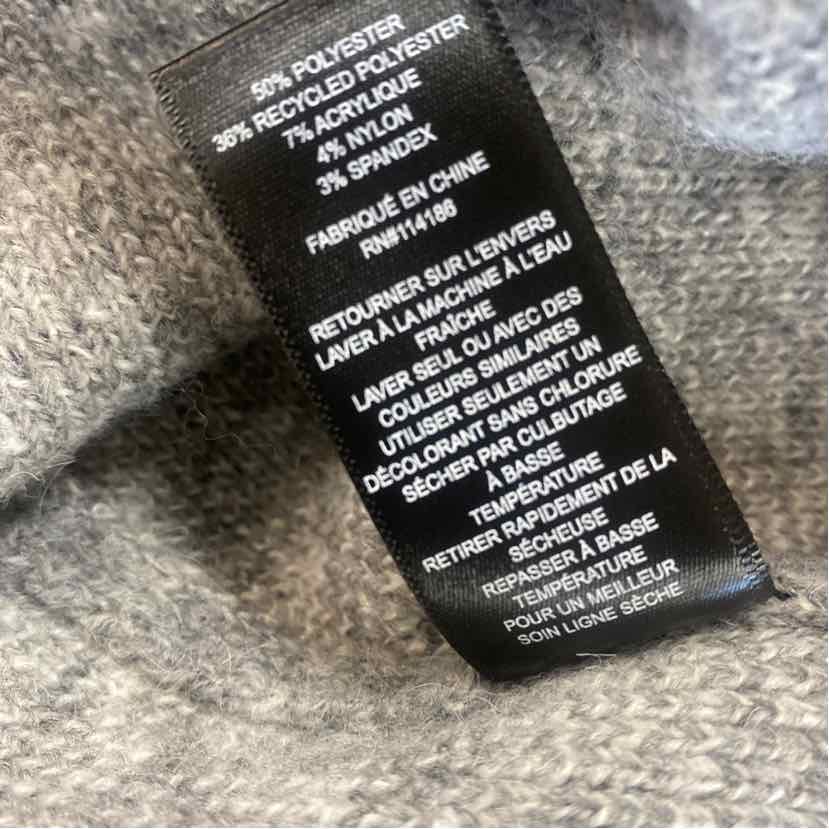 50% POLYESTER
36% RECYCLED POLYESTER
7% ACRYLIQUE
4% NYLON
3% SPANDEX
FABRIQUÉ EN CHINE
RN#114186
RETOURNER SUR L'ENVERS
LAVER À LA MACHINE À L'EAU
FRAÎCHE
LAVER SEUL OU AVEC DES
COULEURS SIMILAIRES
UTILISER SEULEMENT UN
DÉCOLORANT SANS CHLORURE
SÉCHER PAR CULBUTAGE
À BASSE
TEMPÉRATURE
RETIRER RAPIDEMENT DE LA
SÉCHEUSE
REPASSER À BASSE
TEMPÉRATURE
POUR UN MEILLEUR
SOIN LIGNE SÈCHE